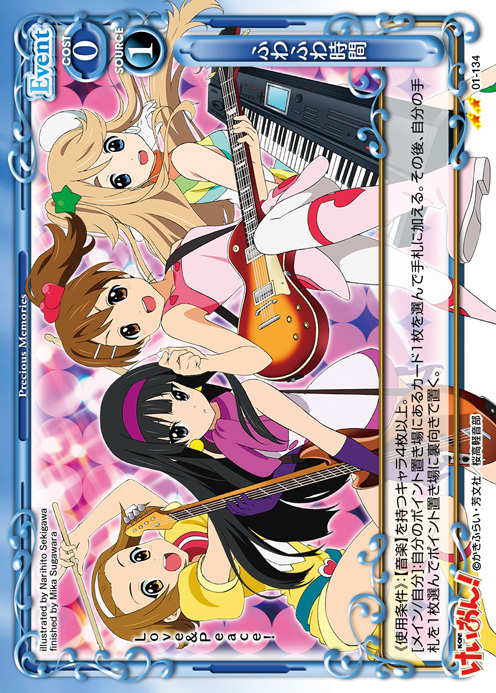 Event
COST
0
SOURCE
1
ふわふわ時間
Precious Memories
illustrated by Narihito Sekigawa
finished by Mika Sugawara
Love&Peace!
《使用条件》:【音楽】を持つキャラ4枚以上。
[メイン/自分]:自分のポイント置き場にあるカード1枚を選んで手札に加える。その後、自分の手
札を1枚選んでポイント置き場に裏向きで置く。
けいおん!
K-ON!
©かきふらい・芳文社/桜高軽音部
01-134